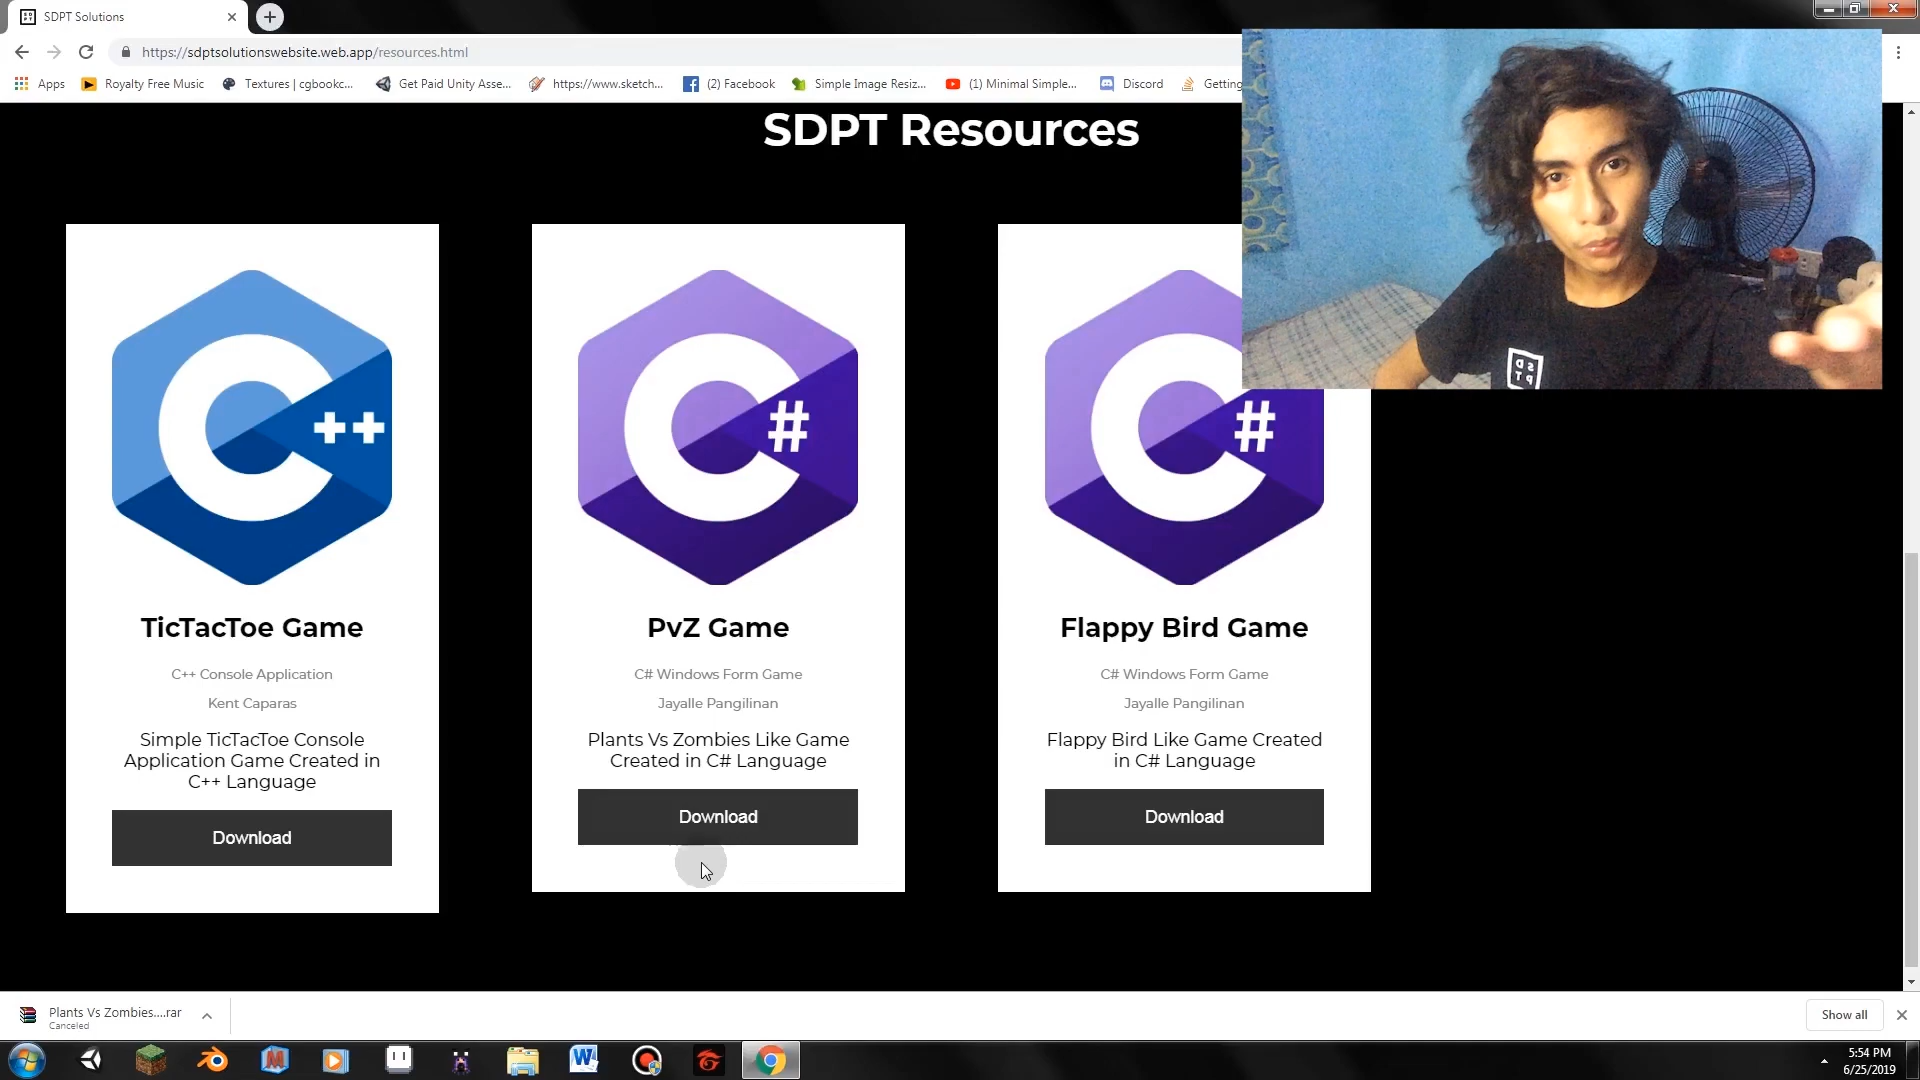 SDPT Solutions
https://sdptsolutionswebsite.web.app/resources.html
Apps
Royalty Free Music
Textures | cgbookc...
Get Paid Unity Asse...
https://www.sketch...
(2) Facebook
Simple Image Resiz...
(1) Minimal Simple...
Discord
Getting
SDPT Resources
++
#
#
TicTacToe Game
C++ Console Application
Kent Caparas
Simple TicTacToe Console
Application Game Created in
C++ Language
Download
PvZ Game
C# Windows Form Game
Jayalle Pangilinan
Plants Vs Zombies Like Game
Created in C# Language
Download
Flappy Bird Game
C# Windows Form Game
Jayalle Pangilinan
Flappy Bird Like Game Created
in C# Language
Download
Plants Vs Zombies....rar
Canceled
Show all
5:54 PM
6/25/2019